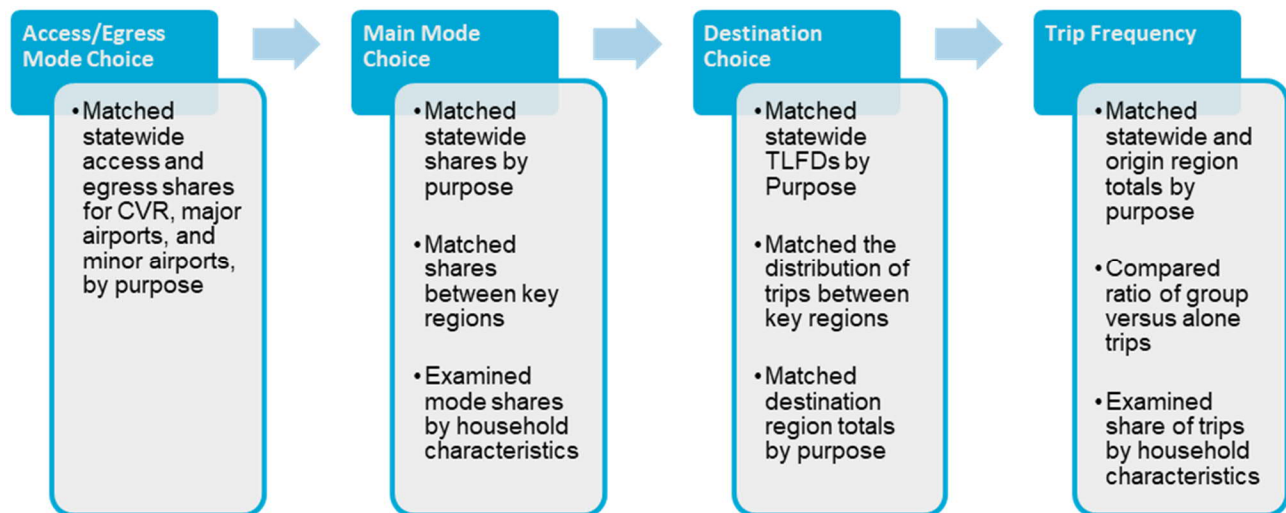 Access/Egress
Mode Choice
•Matched
statewide
access and
egress shares
for CVR, major
airports, and
minor airports,
by purpose
Main Mode
Choice
•Matched
statewide
shares by
purpose
•Matched
shares
between key
regions
•Examined
mode shares
by household
characteristics
Destination
Choice
•Matched
statewide
TLFDs by
Purpose
•Matched the
distribution of
trips between
key regions
•Matched
destination
region totals
by purpose
Trip Frequency
•Matched
statewide and
origin region
totals by
purpose
•Compared
ratio of group
versus alone
trips
•Examined
share of trips
by household
characteristics